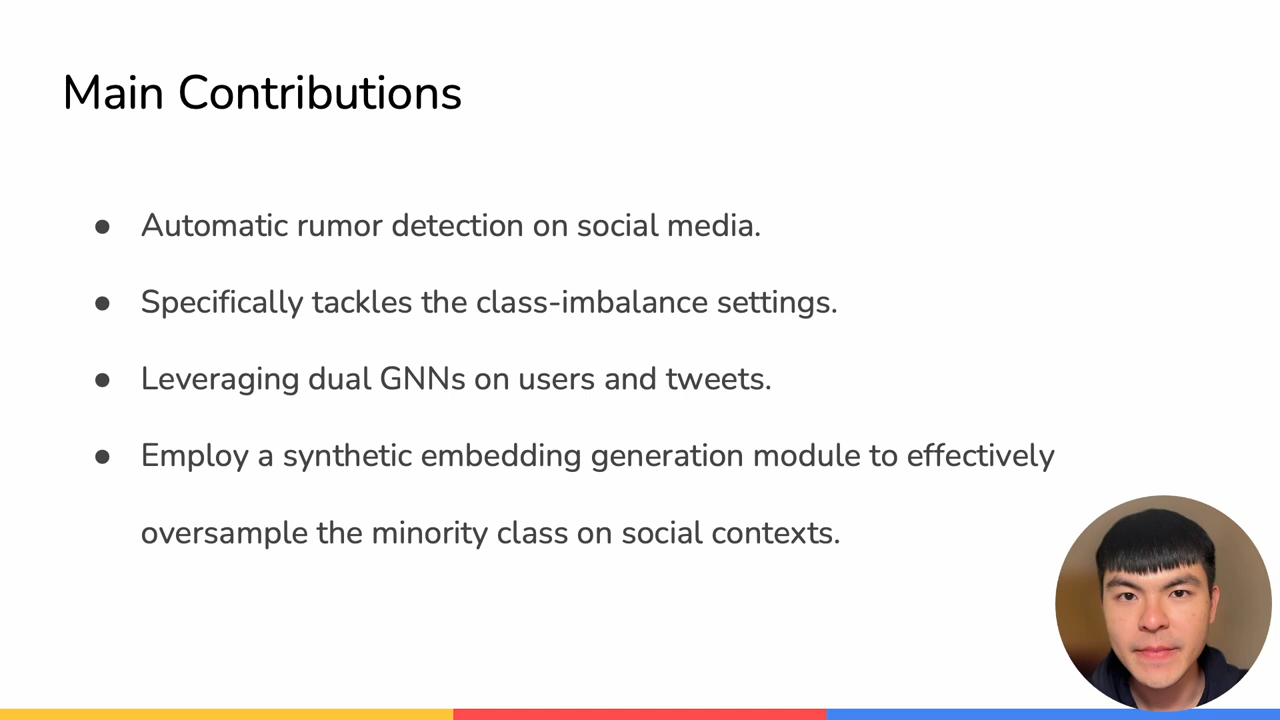 Main Contributions
● Automatic rumor detection on social media.
● Specifically tackles the class-imbalance settings.
● Leveraging dual GNNs on users and tweets.
● Employ a synthetic embedding generation module to effectively
oversample the minority class on social contexts.